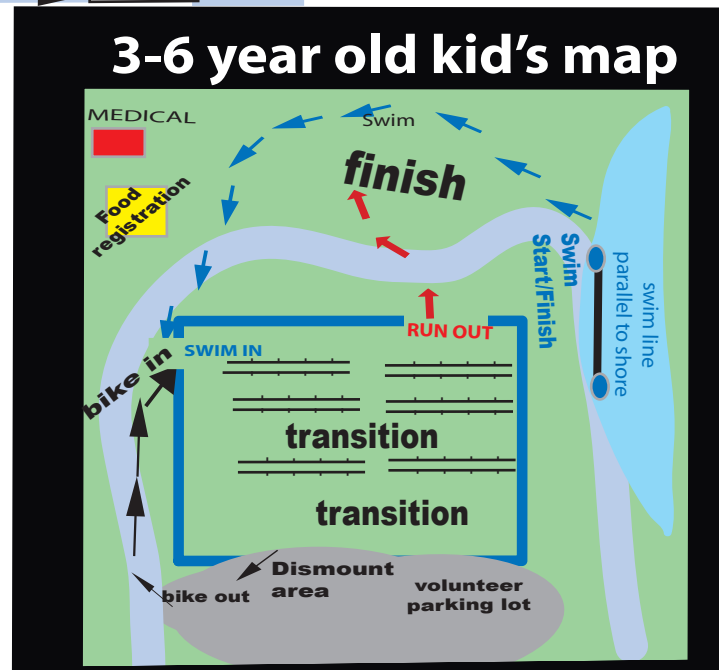 3-6 year old kid's map
MEDICAL
Swim
finish
Food
registration
Swim
Start/Finish
swim line
parallel to shore
RUN OUT
SWIM IN
bike in
transition
transition
Dismount
area
bike out
volunteer
parking lot